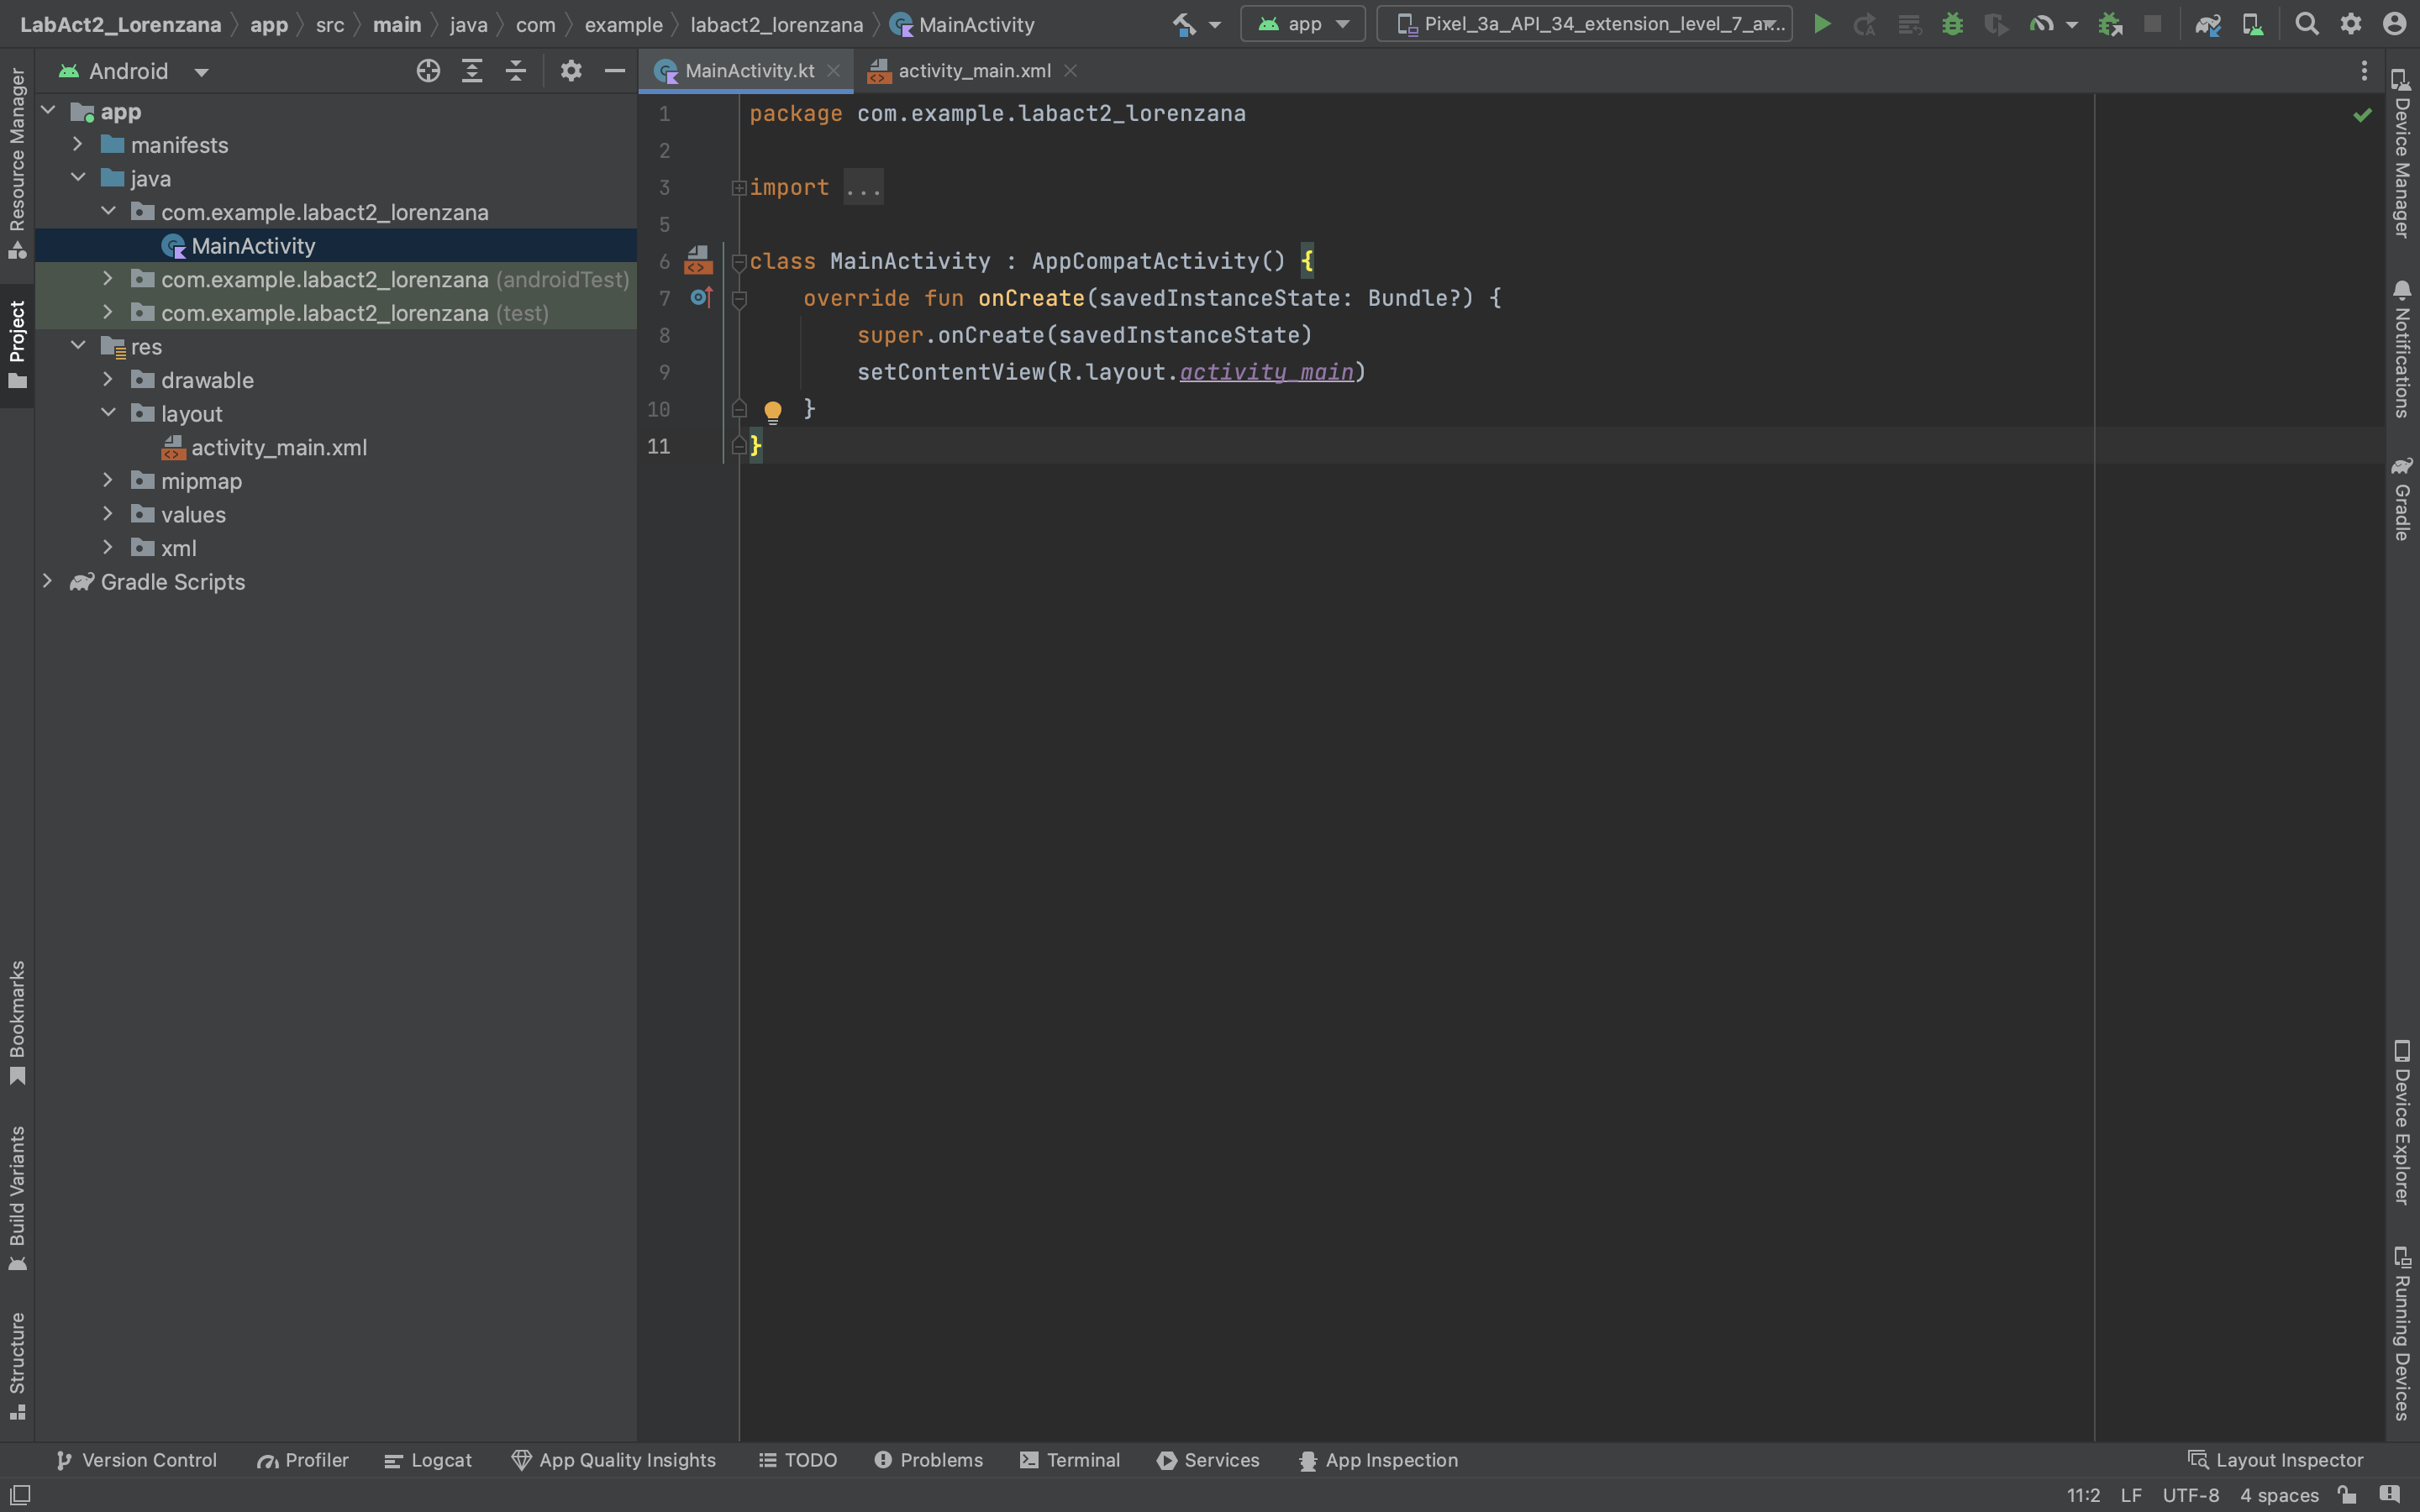 LabAct2_Lorenzana app src main java com example labact2_lorenzana MainActivity app Pixel_3a_API_34_extension_level_7_ar...
Android
MainActivity.kt activity_main.xml
Resource Manager
Project
Bookmarks
Build Variants
Structure
app
manifests
java
com.example.labact2_lorenzana
MainActivity
com.example.labact2_lorenzana (androidTest)
com.example.labact2_lorenzana (test)
res
drawable
layout
activity_main.xml
mipmap
values
xml
Gradle Scripts
1 package com.example.labact2_lorenzana
2
3 import ...
5
6 class MainActivity : AppCompatActivity() {
7 override fun onCreate(savedInstanceState: Bundle?) {
8 super.onCreate(savedInstanceState)
9 setContentView(R.layout.activity_main)
10 }
11 }
Device Manager
Notifications
Gradle
Device Explorer
Running Devices
Version Control Profiler Logcat App Quality Insights TODO Problems Terminal Services App Inspection Layout Inspector
11:2 LF UTF-8 4 spaces